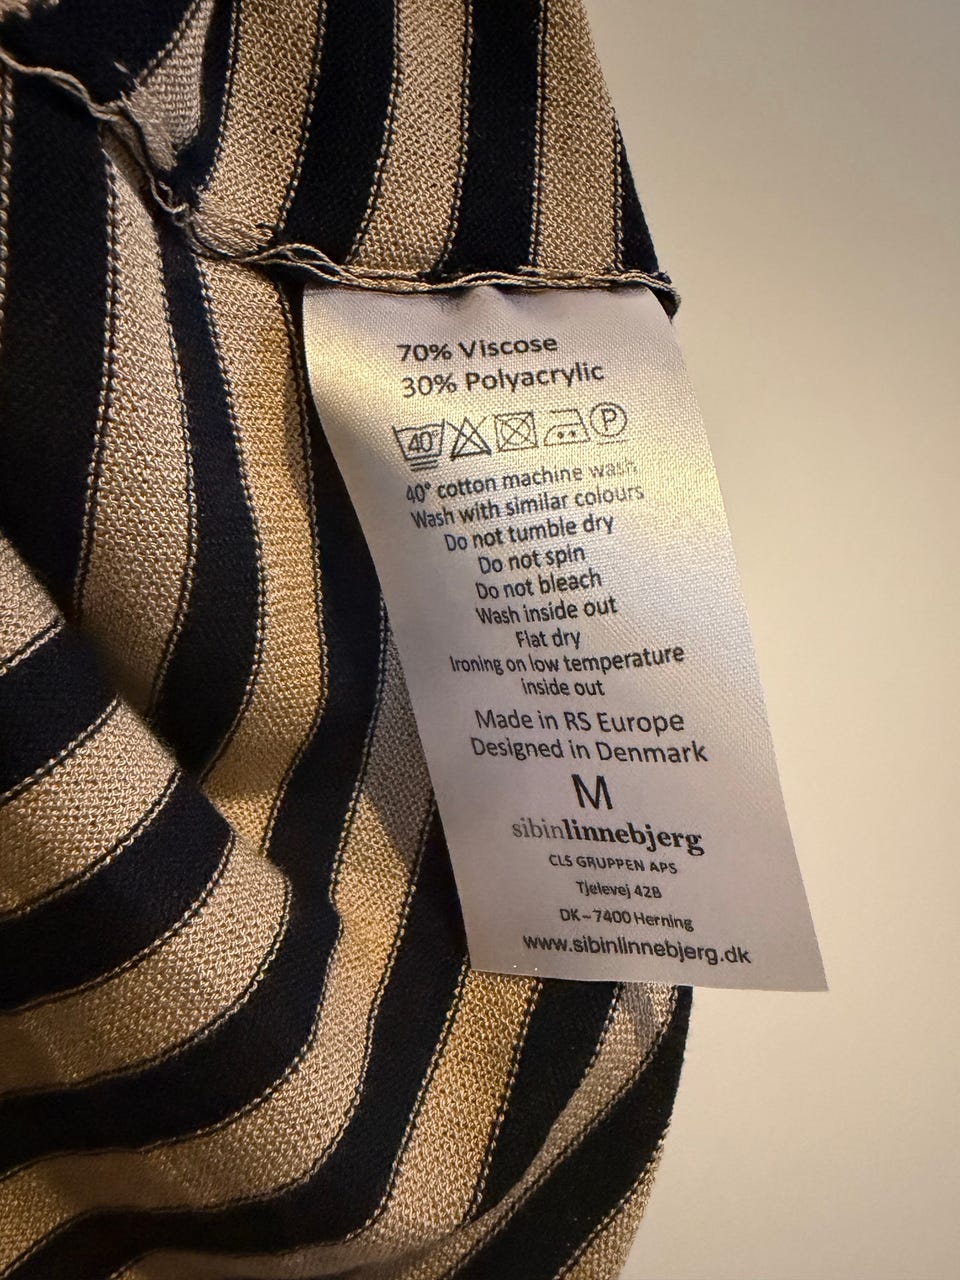 70% Viscose
30% Polyacrylic
40° P
40° cotton machine wash
Wash with similar colours
Do not tumble dry
Do not spin
Do not bleach
Wash inside out
Flat dry
Ironing on low temperature
inside out
Made in RS Europe
Designed in Denmark
M
sibinlinnebjerg
CLS GRUPPEN APS
Tjelevej 42B
DK-7400 Herning
www.sibinlinnebjerg.dk